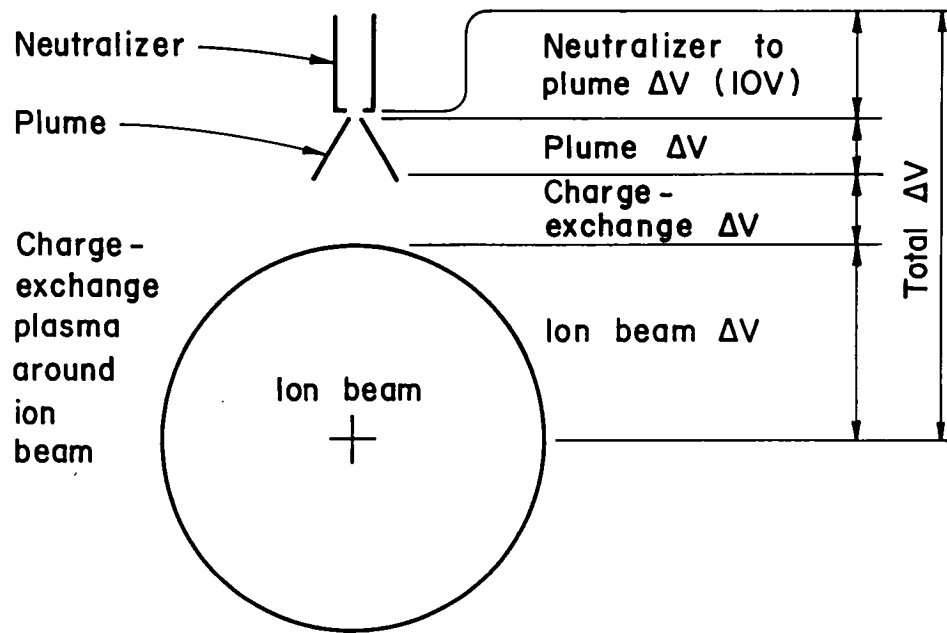 Neutralizer
Plume
Charge-
exchange
plasma
around
ion
beam
Ion beam
Neutralizer to
plume ΔV (10V)
Plume ΔV
Charge-
exchange ΔV
Ion beam ΔV
Total ΔV